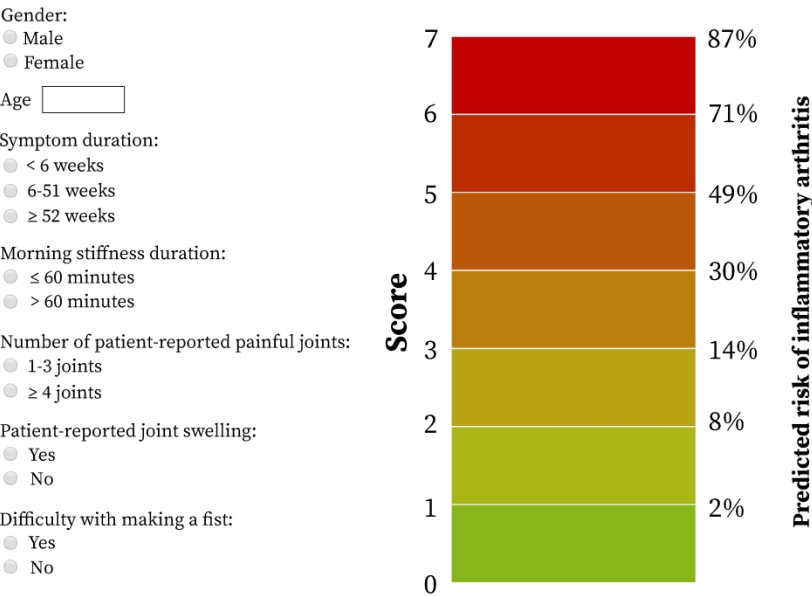 Gender:
Male
Female
Age
Symptom duration:
< 6 weeks
6-51 weeks
≥ 52 weeks
Morning stiffness duration:
≤ 60 minutes
> 60 minutes
Number of patient-reported painful joints:
1-3 joints
≥ 4 joints
Patient-reported joint swelling:
Yes
No
Difficulty with making a fist:
Yes
No
Score
7
6
5
4
3
2
1
0
87%
71%
49%
30%
14%
8%
2%
Predicted risk of inflammatory arthritis